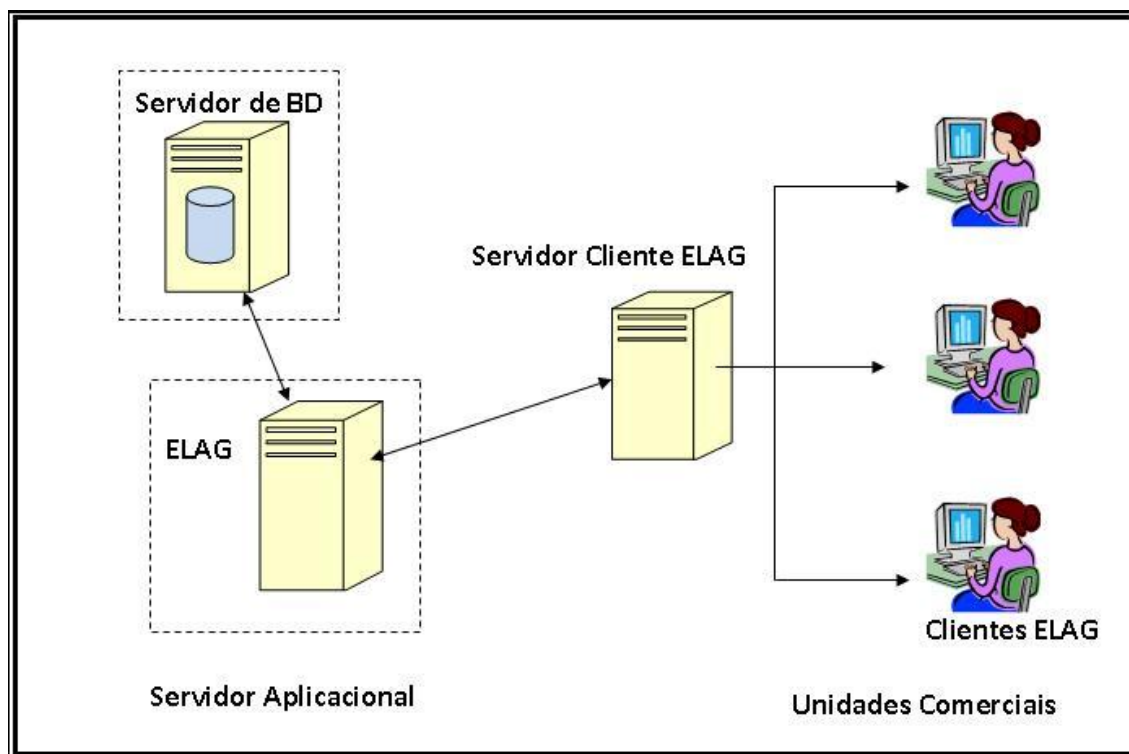 Servidor de BD
Servidor Cliente ELAG
ELAG
Clientes ELAG
Servidor Aplicacional
Unidades Comerciais